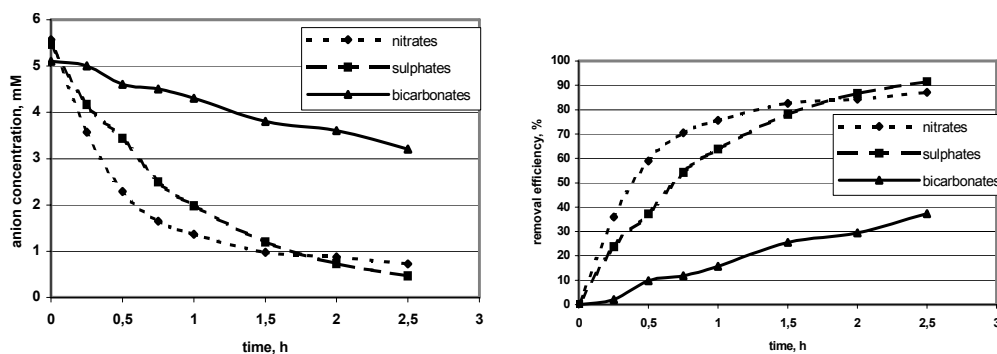 6
5
4
3
2
1
0
anion concentration, mM
nitrates
sulphates
bicarbonates
0 0,5 1 1,5 2 2,5 3
time, h
100
90
80
70
60
50
40
30
20
10
0
removal efficiency, %
nitrates
sulphates
bicarbonates
0 0,5 1 1,5 2 2,5 3
time, h